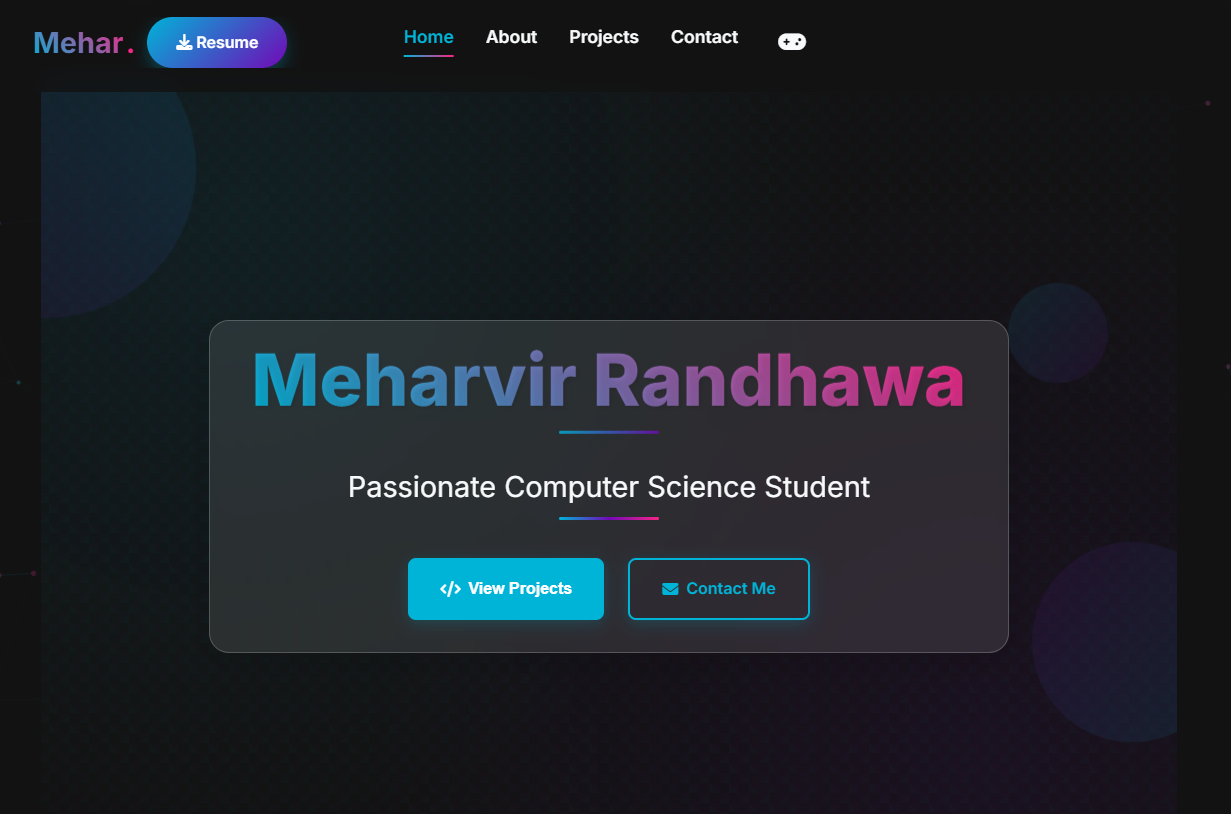 Mehar.
Resume
Home
About
Projects
Contact
Meharvir Randhawa
Passionate Computer Science Student
</> View Projects
Contact Me